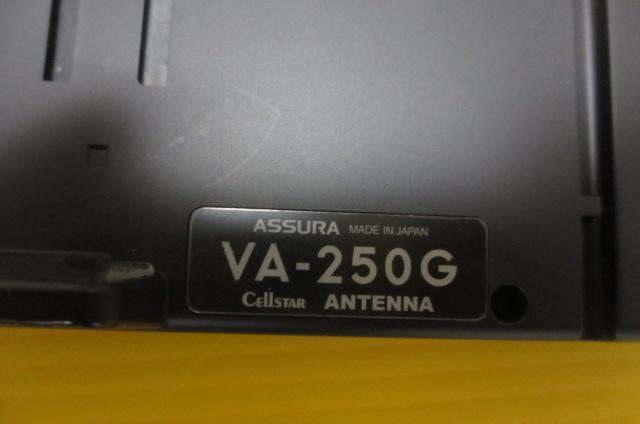 ASSURA MADE IN JAPAN
VA-250G
CELLSTAR ANTENNA